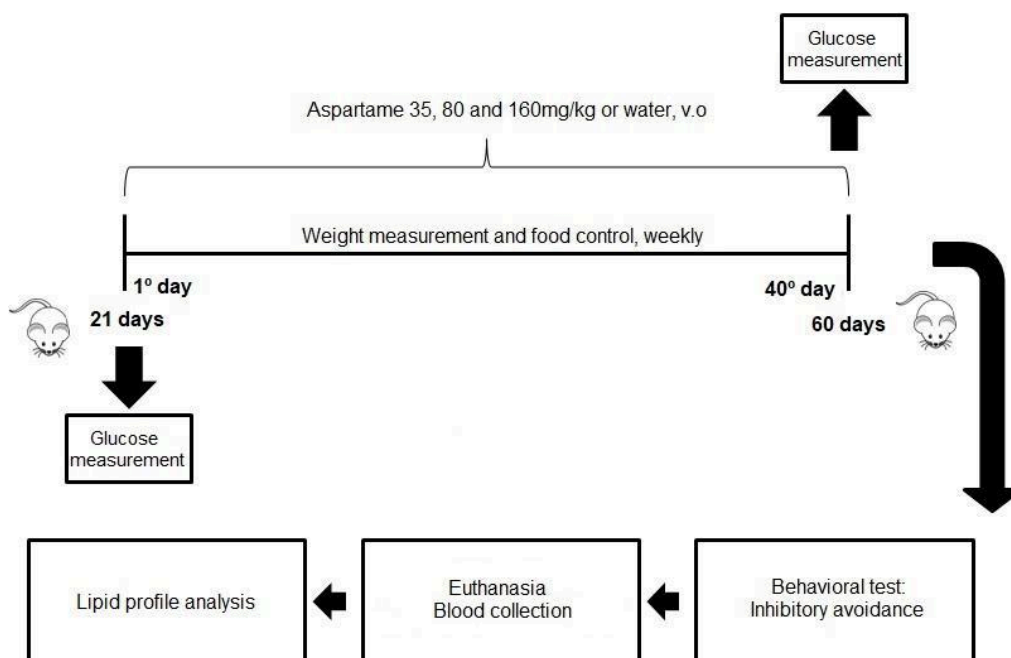 Glucose
measurement
Aspartame 35, 80 and 160mg/kg or water, v.o
Weight measurement and food control, weekly
1º day
21 days
40º day
60 days
Glucose
measurement
Lipid profile analysis
Euthanasia
Blood collection
Behavioral test:
Inhibitory avoidance